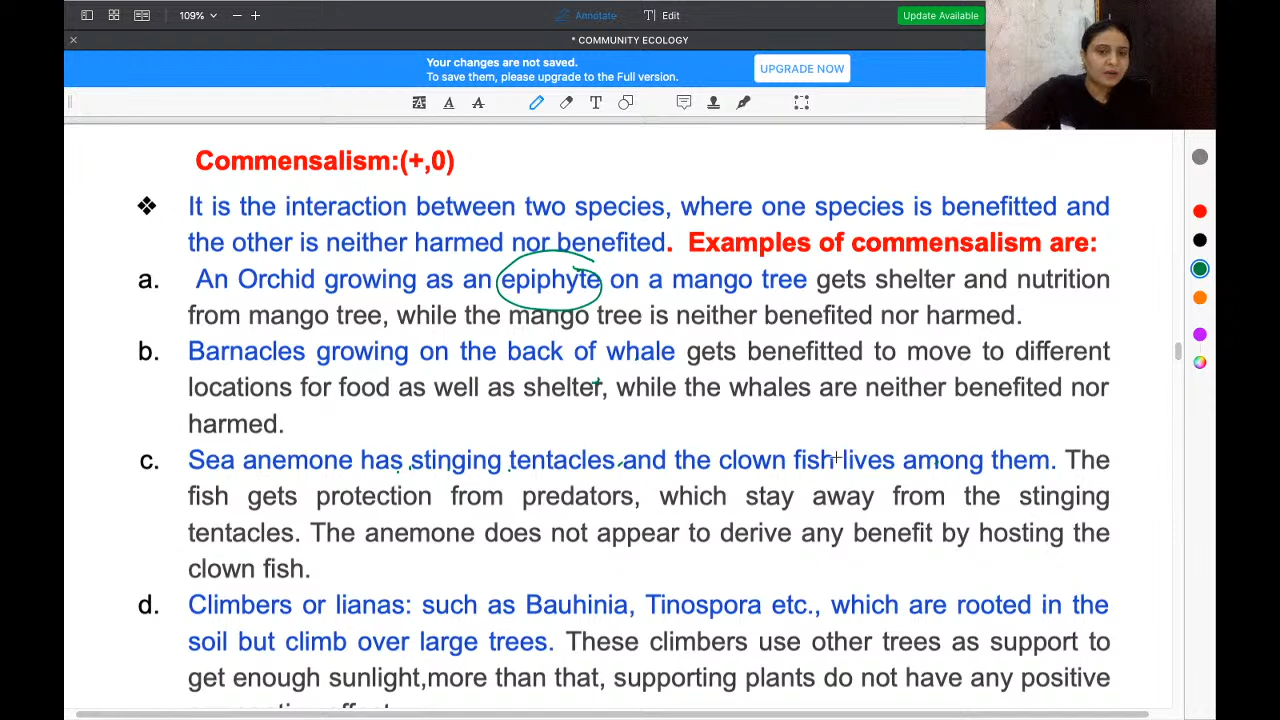 109%
Annotate
Edit
Update Available
* COMMUNITY ECOLOGY
Your changes are not saved.
To save them, please upgrade to the Full version.
UPGRADE NOW
Commensalism:(+,0)
❖ It is the interaction between two species, where one species is benefitted and
the other is neither harmed nor benefited. Examples of commensalism are:
a. An Orchid growing as an epiphyte on a mango tree gets shelter and nutrition
from mango tree, while the mango tree is neither benefited nor harmed.
b. Barnacles growing on the back of whale gets benefitted to move to different
locations for food as well as shelter, while the whales are neither benefited nor
harmed.
c. Sea anemone has stinging tentacles and the clown fish lives among them. The
fish gets protection from predators, which stay away from the stinging
tentacles. The anemone does not appear to derive any benefit by hosting the
clown fish.
d. Climbers or lianas: such as Bauhinia, Tinospora etc., which are rooted in the
soil but climb over large trees. These climbers use other trees as support to
get enough sunlight,more than that, supporting plants do not have any positive